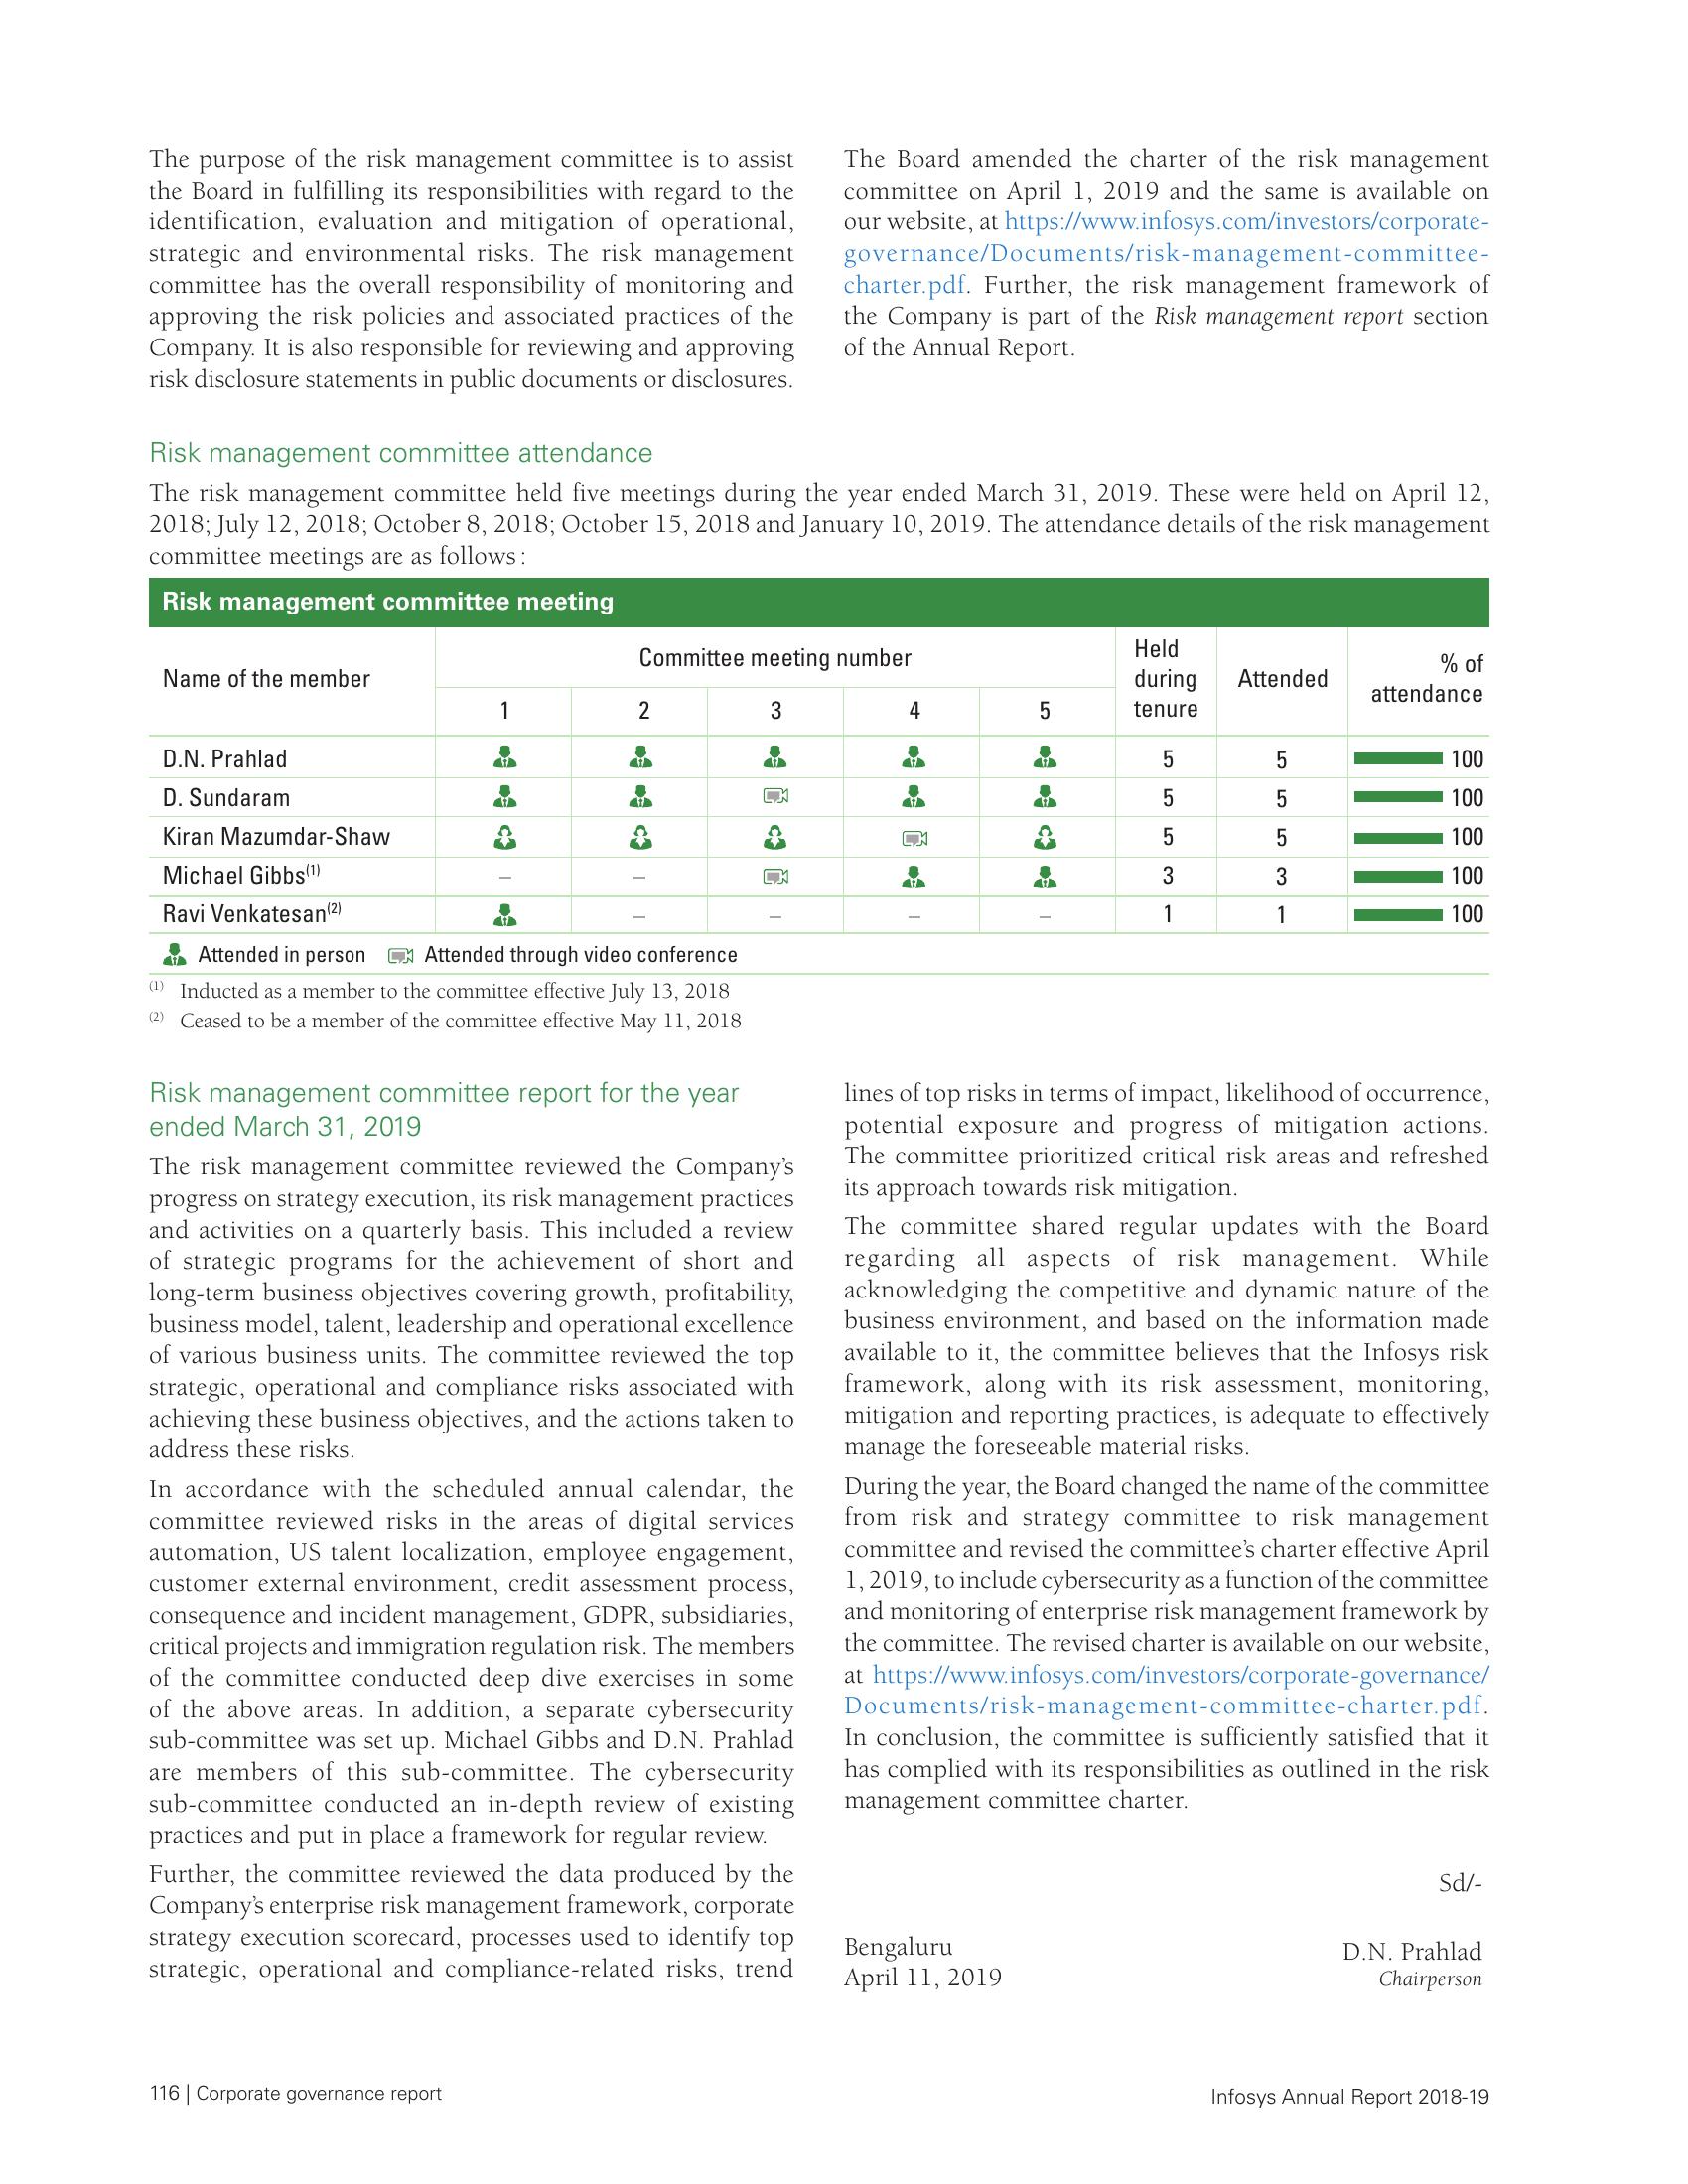 The purpose of the risk management committee is to assist
the Board in fulfilling its responsibilities with regard to the
identification, evaluation and mitigation of operational,
strategic and environmental risks. The risk management
committee has the overall responsibility of monitoring and
approving the risk policies and associated practices of the
Company. It is also responsible for reviewing and approving
risk disclosure statements in public documents or disclosures.
The Board amended the charter of the risk management
committee on April 1, 2019 and the same is available on
our website, at https://www.infosys.com/investors/corporate-
governance/Documents/risk-management-committee-
charter.pdf. Further, the risk management framework of
the Company is part of the Risk management report section
of the Annual Report.
Risk management committee attendance
The risk management committee held five meetings during the year ended March 31, 2019. These were held on April 12,
2018; July 12, 2018; October 8, 2018; October 15, 2018 and January 10, 2019. The attendance details of the risk management
committee meetings are as follows :
Risk management committee meeting
Name of the member
Committee meeting number
Held during tenure
Attended
% of attendance
1 2 3 4 5
D.N. Prahlad 5 5 100
D. Sundaram 5 5 100
Kiran Mazumdar-Shaw 5 5 100
Michael Gibbs(1) – – 3 3 100
Ravi Venkatesan(2) – – – – 1 1 100
Attended in person Attended through video conference
(1) Inducted as a member to the committee effective July 13, 2018
(2) Ceased to be a member of the committee effective May 11, 2018
Risk management committee report for the year
ended March 31, 2019
The risk management committee reviewed the Company's
progress on strategy execution, its risk management practices
and activities on a quarterly basis. This included a review
of strategic programs for the achievement of short and
long-term business objectives covering growth, profitability,
business model, talent, leadership and operational excellence
of various business units. The committee reviewed the top
strategic, operational and compliance risks associated with
achieving these business objectives, and the actions taken to
address these risks.
In accordance with the scheduled annual calendar, the
committee reviewed risks in the areas of digital services
automation, US talent localization, employee engagement,
customer external environment, credit assessment process,
consequence and incident management, GDPR, subsidiaries,
critical projects and immigration regulation risk. The members
of the committee conducted deep dive exercises in some
of the above areas. In addition, a separate cybersecurity
sub-committee was set up. Michael Gibbs and D.N. Prahlad
are members of this sub-committee. The cybersecurity
sub-committee conducted an in-depth review of existing
practices and put in place a framework for regular review.
Further, the committee reviewed the data produced by the
Company's enterprise risk management framework, corporate
strategy execution scorecard, processes used to identify top
strategic, operational and compliance-related risks, trend
lines of top risks in terms of impact, likelihood of occurrence,
potential exposure and progress of mitigation actions.
The committee prioritized critical risk areas and refreshed
its approach towards risk mitigation.
The committee shared regular updates with the Board
regarding all aspects of risk management. While
acknowledging the competitive and dynamic nature of the
business environment, and based on the information made
available to it, the committee believes that the Infosys risk
framework, along with its risk assessment, monitoring,
mitigation and reporting practices, is adequate to effectively
manage the foreseeable material risks.
During the year, the Board changed the name of the committee
from risk and strategy committee to risk management
committee and revised the committee's charter effective April
1, 2019, to include cybersecurity as a function of the committee
and monitoring of enterprise risk management framework by
the committee. The revised charter is available on our website,
at https://www.infosys.com/investors/corporate-governance/
Documents/risk-management-committee-charter.pdf.
In conclusion, the committee is sufficiently satisfied that it
has complied with its responsibilities as outlined in the risk
management committee charter.
Sd/-
Bengaluru
April 11, 2019
D.N. Prahlad
Chairperson
116 | Corporate governance report
Infosys Annual Report 2018-19